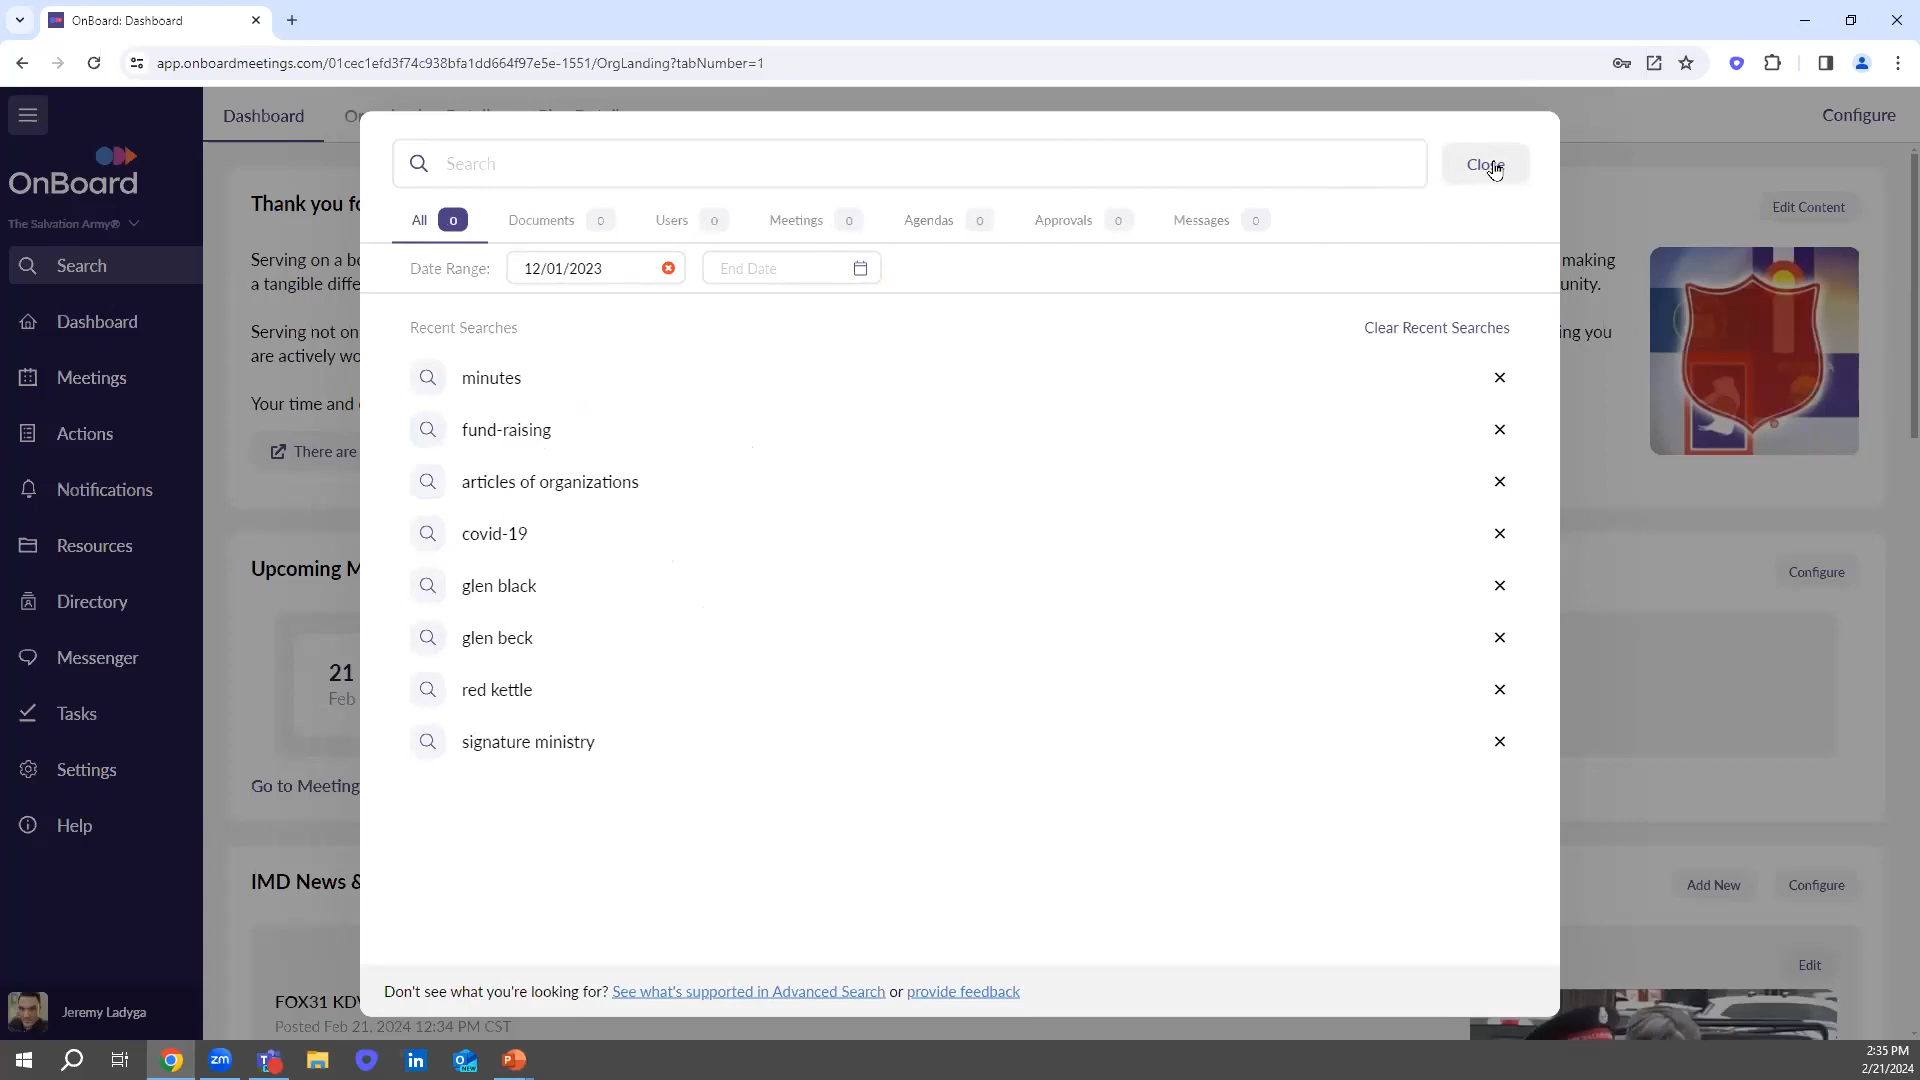 OnBoard: Dashboard
app.onboardmeetings.com/01cec1efd3f74c938bfa1dd664f97e5e-1551/OrgLanding?tabNumber=1
Dashboard
Configure
OnBoard
The Salvation Army®
Search
Dashboard
Meetings
Actions
Notifications
Resources
Directory
Messenger
Tasks
Settings
Help
Jeremy Ladyga
Search
Close
All 0 Documents 0 Users 0 Meetings 0 Agendas 0 Approvals 0 Messages 0
Date Range: 12/01/2023 End Date
Recent Searches Clear Recent Searches
minutes
fund-raising
articles of organizations
covid-19
glen black
glen beck
red kettle
signature ministry
Don't see what you're looking for? See what's supported in Advanced Search or provide feedback
Thank you
Edit Content
Serving on a making
a tangible
Serving not on ing you
are actively
Your time and
There are
Upcoming
Configure
21
Feb
Go to Meeting
IMD News &
Add New Configure
Edit
FOX31
Posted Feb 21, 2024 12:34 PM CST
zm
in
NEW
2:35 PM
2/21/2024